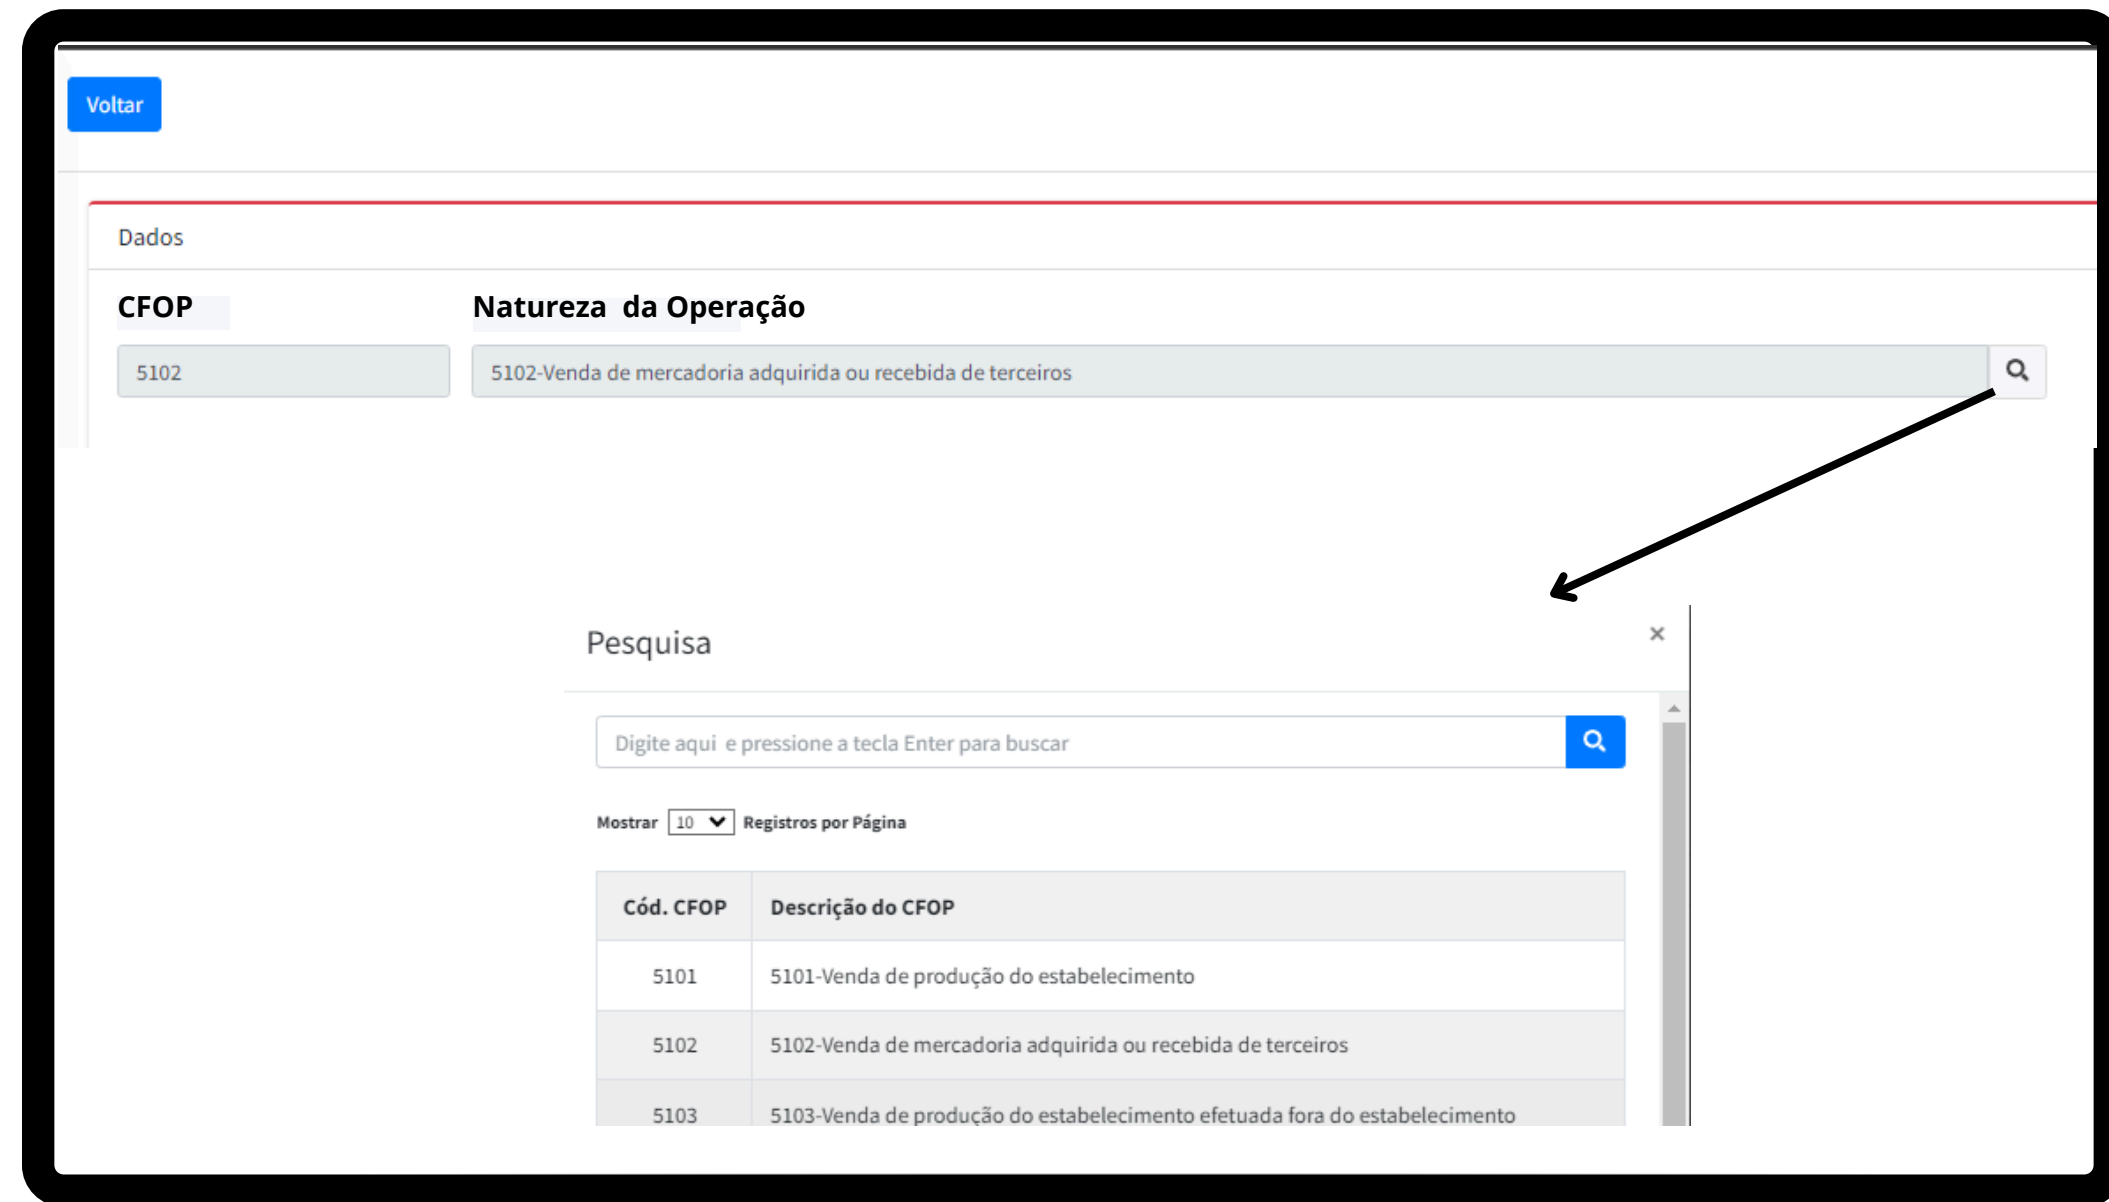 Voltar
Dados
CFOP Natureza da Operação
5102 5102-Venda de mercadoria adquirida ou recebida de terceiros
Pesquisa ×
Digite aqui e pressione a tecla Enter para buscar
Mostrar 10 Registros por Página
Cód. CFOP Descrição do CFOP
5101 5101-Venda de produção do estabelecimento
5102 5102-Venda de mercadoria adquirida ou recebida de terceiros
5103 5103-Venda de produção do estabelecimento efetuada fora do estabelecimento